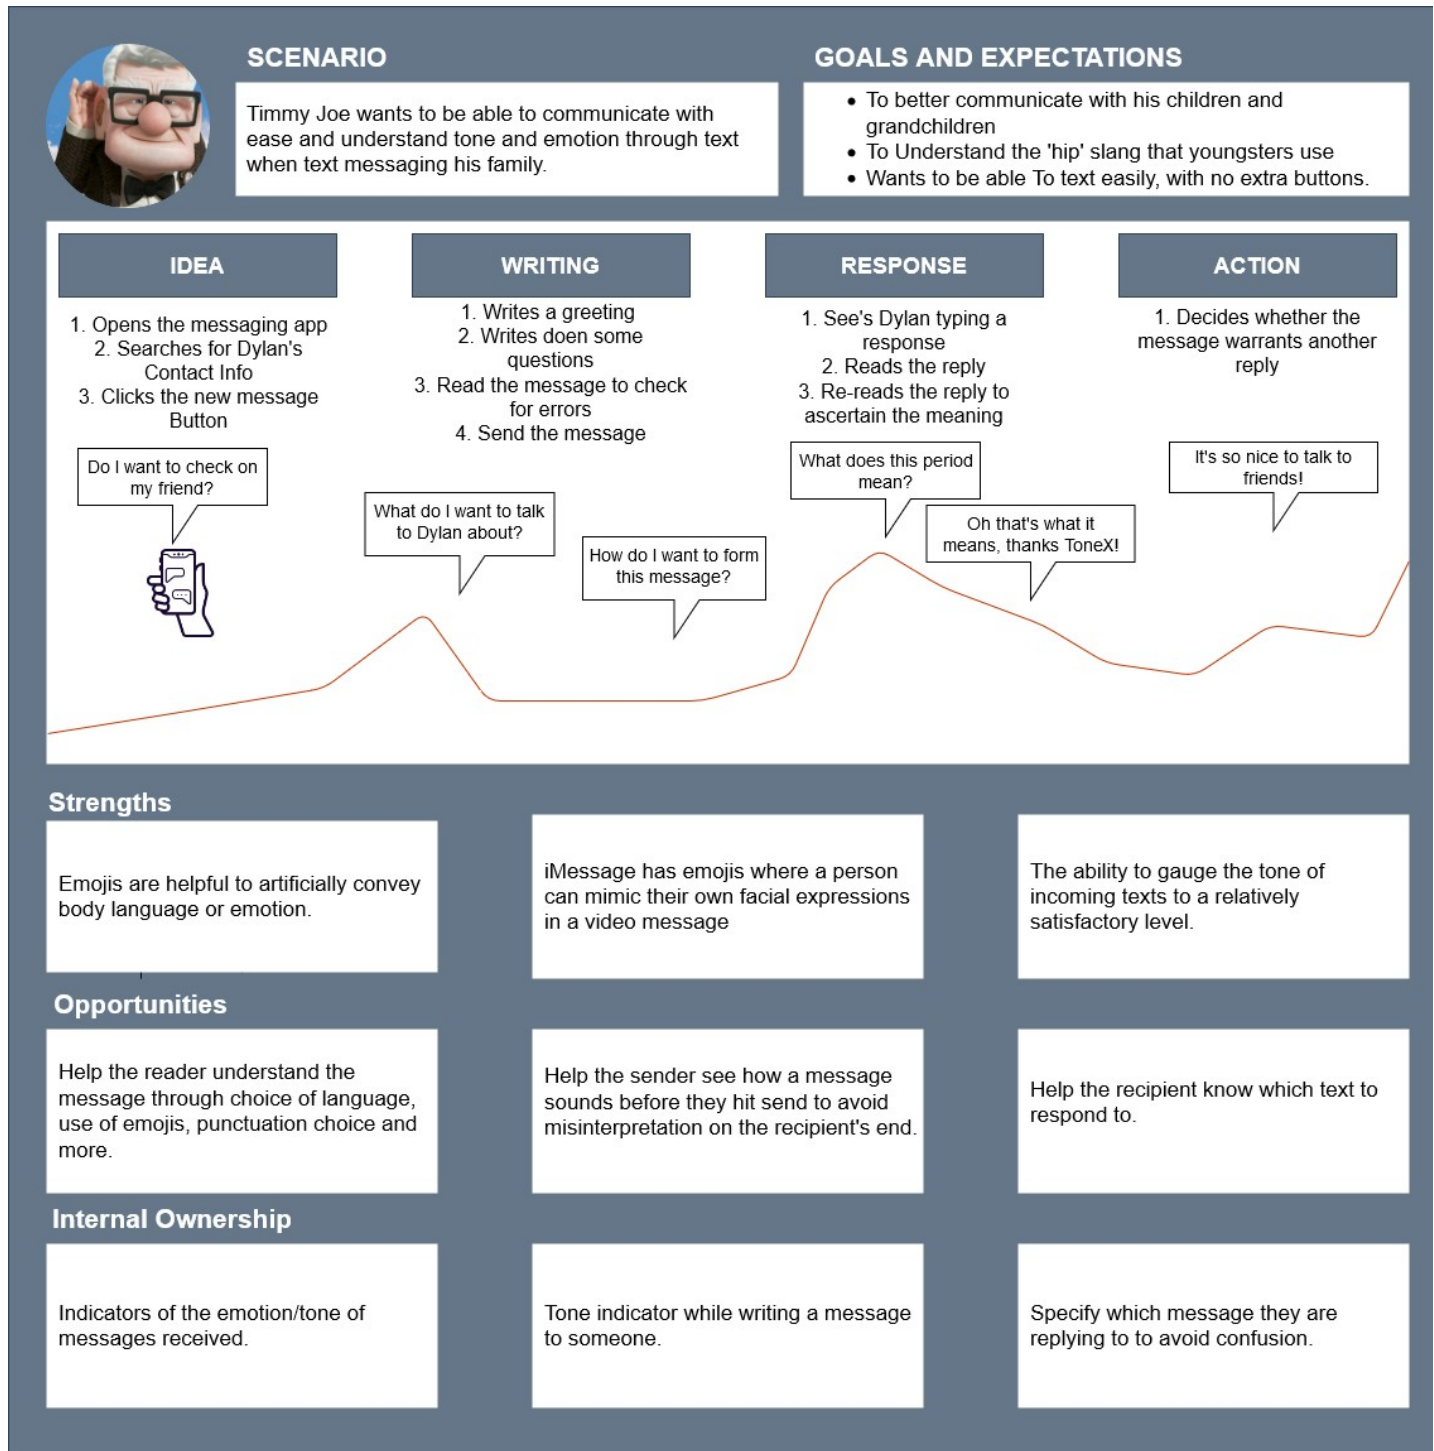 SCENARIO
Timmy Joe wants to be able to communicate with
ease and understand tone and emotion through text
when text messaging his family.
GOALS AND EXPECTATIONS
• To better communicate with his children and
grandchildren
• To Understand the 'hip' slang that youngsters use
• Wants to be able To text easily, with no extra buttons.
IDEA
1. Opens the messaging app
2. Searches for Dylan's
Contact Info
3. Clicks the new message
Button
WRITING
1. Writes a greeting
2. Writes doen some
questions
3. Read the message to check
for errors
4. Send the message
RESPONSE
1. See's Dylan typing a
response
2. Reads the reply
3. Re-reads the reply to
ascertain the meaning
ACTION
1. Decides whether the
message warrants another
reply
Do I want to check on
my friend?
What do I want to talk
to Dylan about?
How do I want to form
this message?
What does this period
mean?
Oh that's what it
means, thanks ToneX!
It's so nice to talk to
friends!
Strengths
Emojis are helpful to artificially convey
body language or emotion.
iMessage has emojis where a person
can mimic their own facial expressions
in a video message
The ability to gauge the tone of
incoming texts to a relatively
satisfactory level.
Opportunities
Help the reader understand the
message through choice of language,
use of emojis, punctuation choice and
more.
Help the sender see how a message
sounds before they hit send to avoid
misinterpretation on the recipient's end.
Help the recipient know which text to
respond to.
Internal Ownership
Indicators of the emotion/tone of
messages received.
Tone indicator while writing a message
to someone.
Specify which message they are
replying to to avoid confusion.